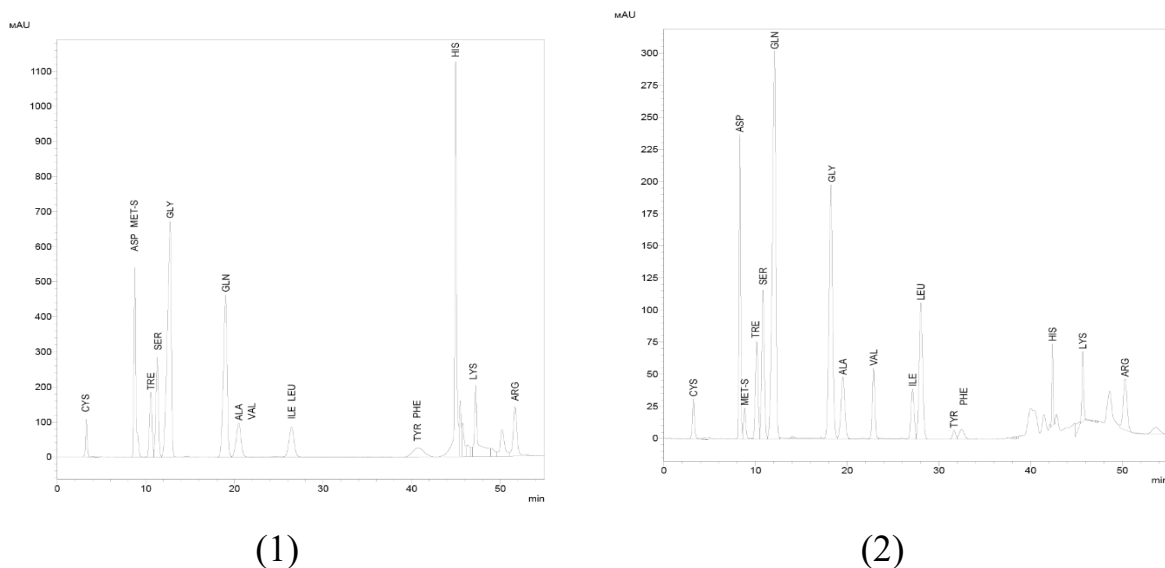 мAU
1100
1000
900
800
700
600
500
400
300
200
100
0
CYS
ASP MET-S
TRE
SER
GLY
GLN
ALA VAL
ILE LEU
TYR PHE
HIS
LYS
ARG
0 10 20 30 40 50
min
(1)
мAU
300
275
250
225
200
175
150
125
100
75
50
25
0
CYS
ASP
MET-S
TRE
SER
GLN
GLY
ALA
VAL
ILE
LEU
TYR PHE
HIS
LYS
ARG
0 10 20 30 40 50
min
(2)